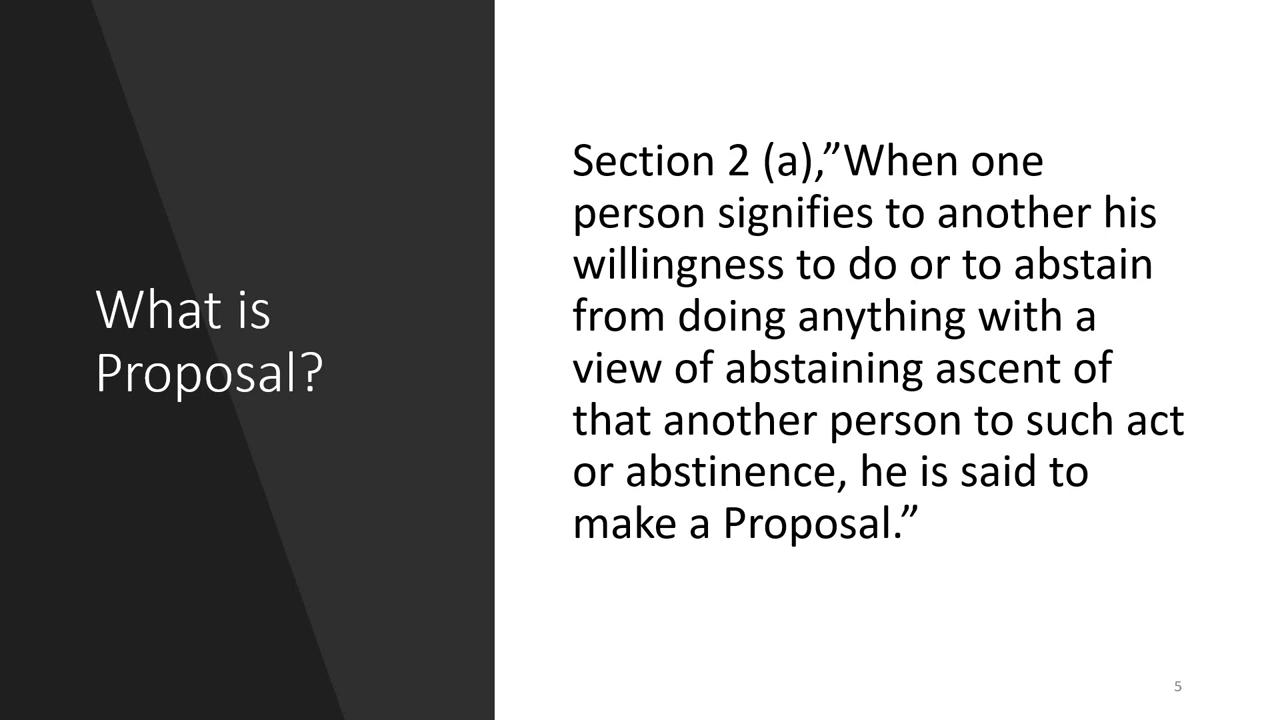 What is
Proposal?
Section 2 (a),”When one
person signifies to another his
willingness to do or to abstain
from doing anything with a
view of abstaining ascent of
that another person to such act
or abstinence, he is said to
make a Proposal.”
5